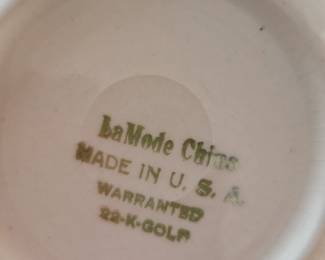 LaMode China
MADE IN U. S. A.
WARRANTED
22-K-GOLD